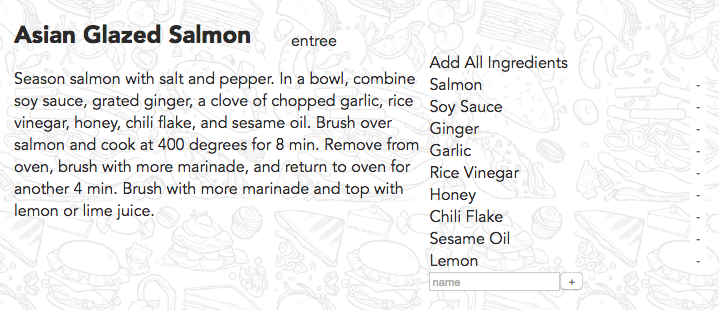 Asian Glazed Salmon
entree
Season salmon with salt and pepper. In a bowl, combine
soy sauce, grated ginger, a clove of chopped garlic, rice
vinegar, honey, chili flake, and sesame oil. Brush over
salmon and cook at 400 degrees for 8 min. Remove from
oven, brush with more marinade, and return to oven for
another 4 min. Brush with more marinade and top with
lemon or lime juice.
Add All Ingredients
Salmon -
Soy Sauce -
Ginger -
Garlic -
Rice Vinegar -
Honey -
Chili Flake -
Sesame Oil -
Lemon -
name +